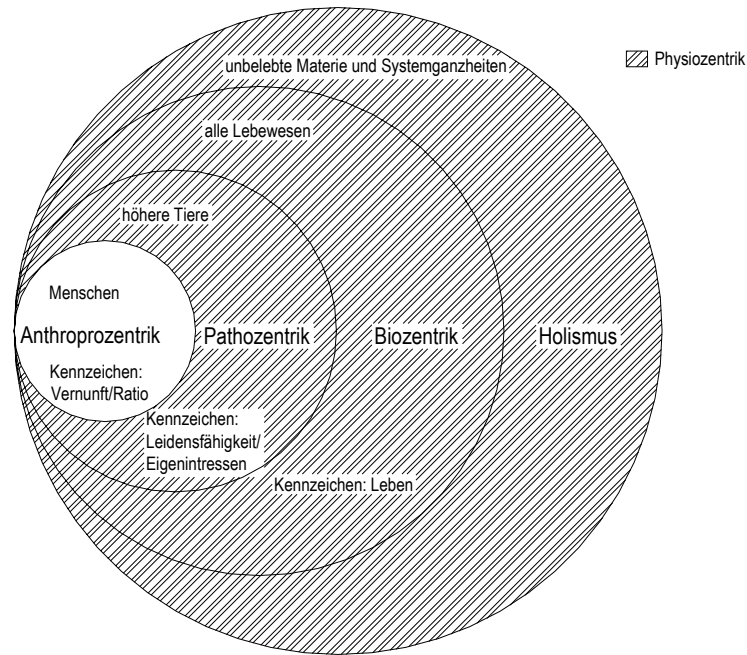 unbelebte Materie und Systemganzheiten
Physiozentrik
alle Lebewesen
höhere Tiere
Menschen
Anthroprozentrik
Pathozentrik
Biozentrik
Holismus
Kennzeichen:
Vernunft/Ratio
Kennzeichen:
Leidensfähigkeit/
Eigenintressen
Kennzeichen: Leben